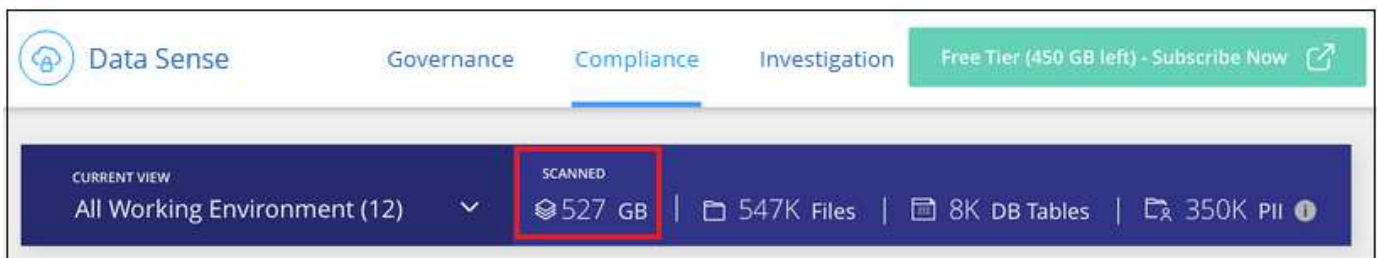 Data Sense Governance Compliance Investigation Free Tier (450 GB left) - Subscribe Now
CURRENT VIEW SCANNED
All Working Environment (12) 527 GB | 547K Files | 8K DB Tables | 350K PII